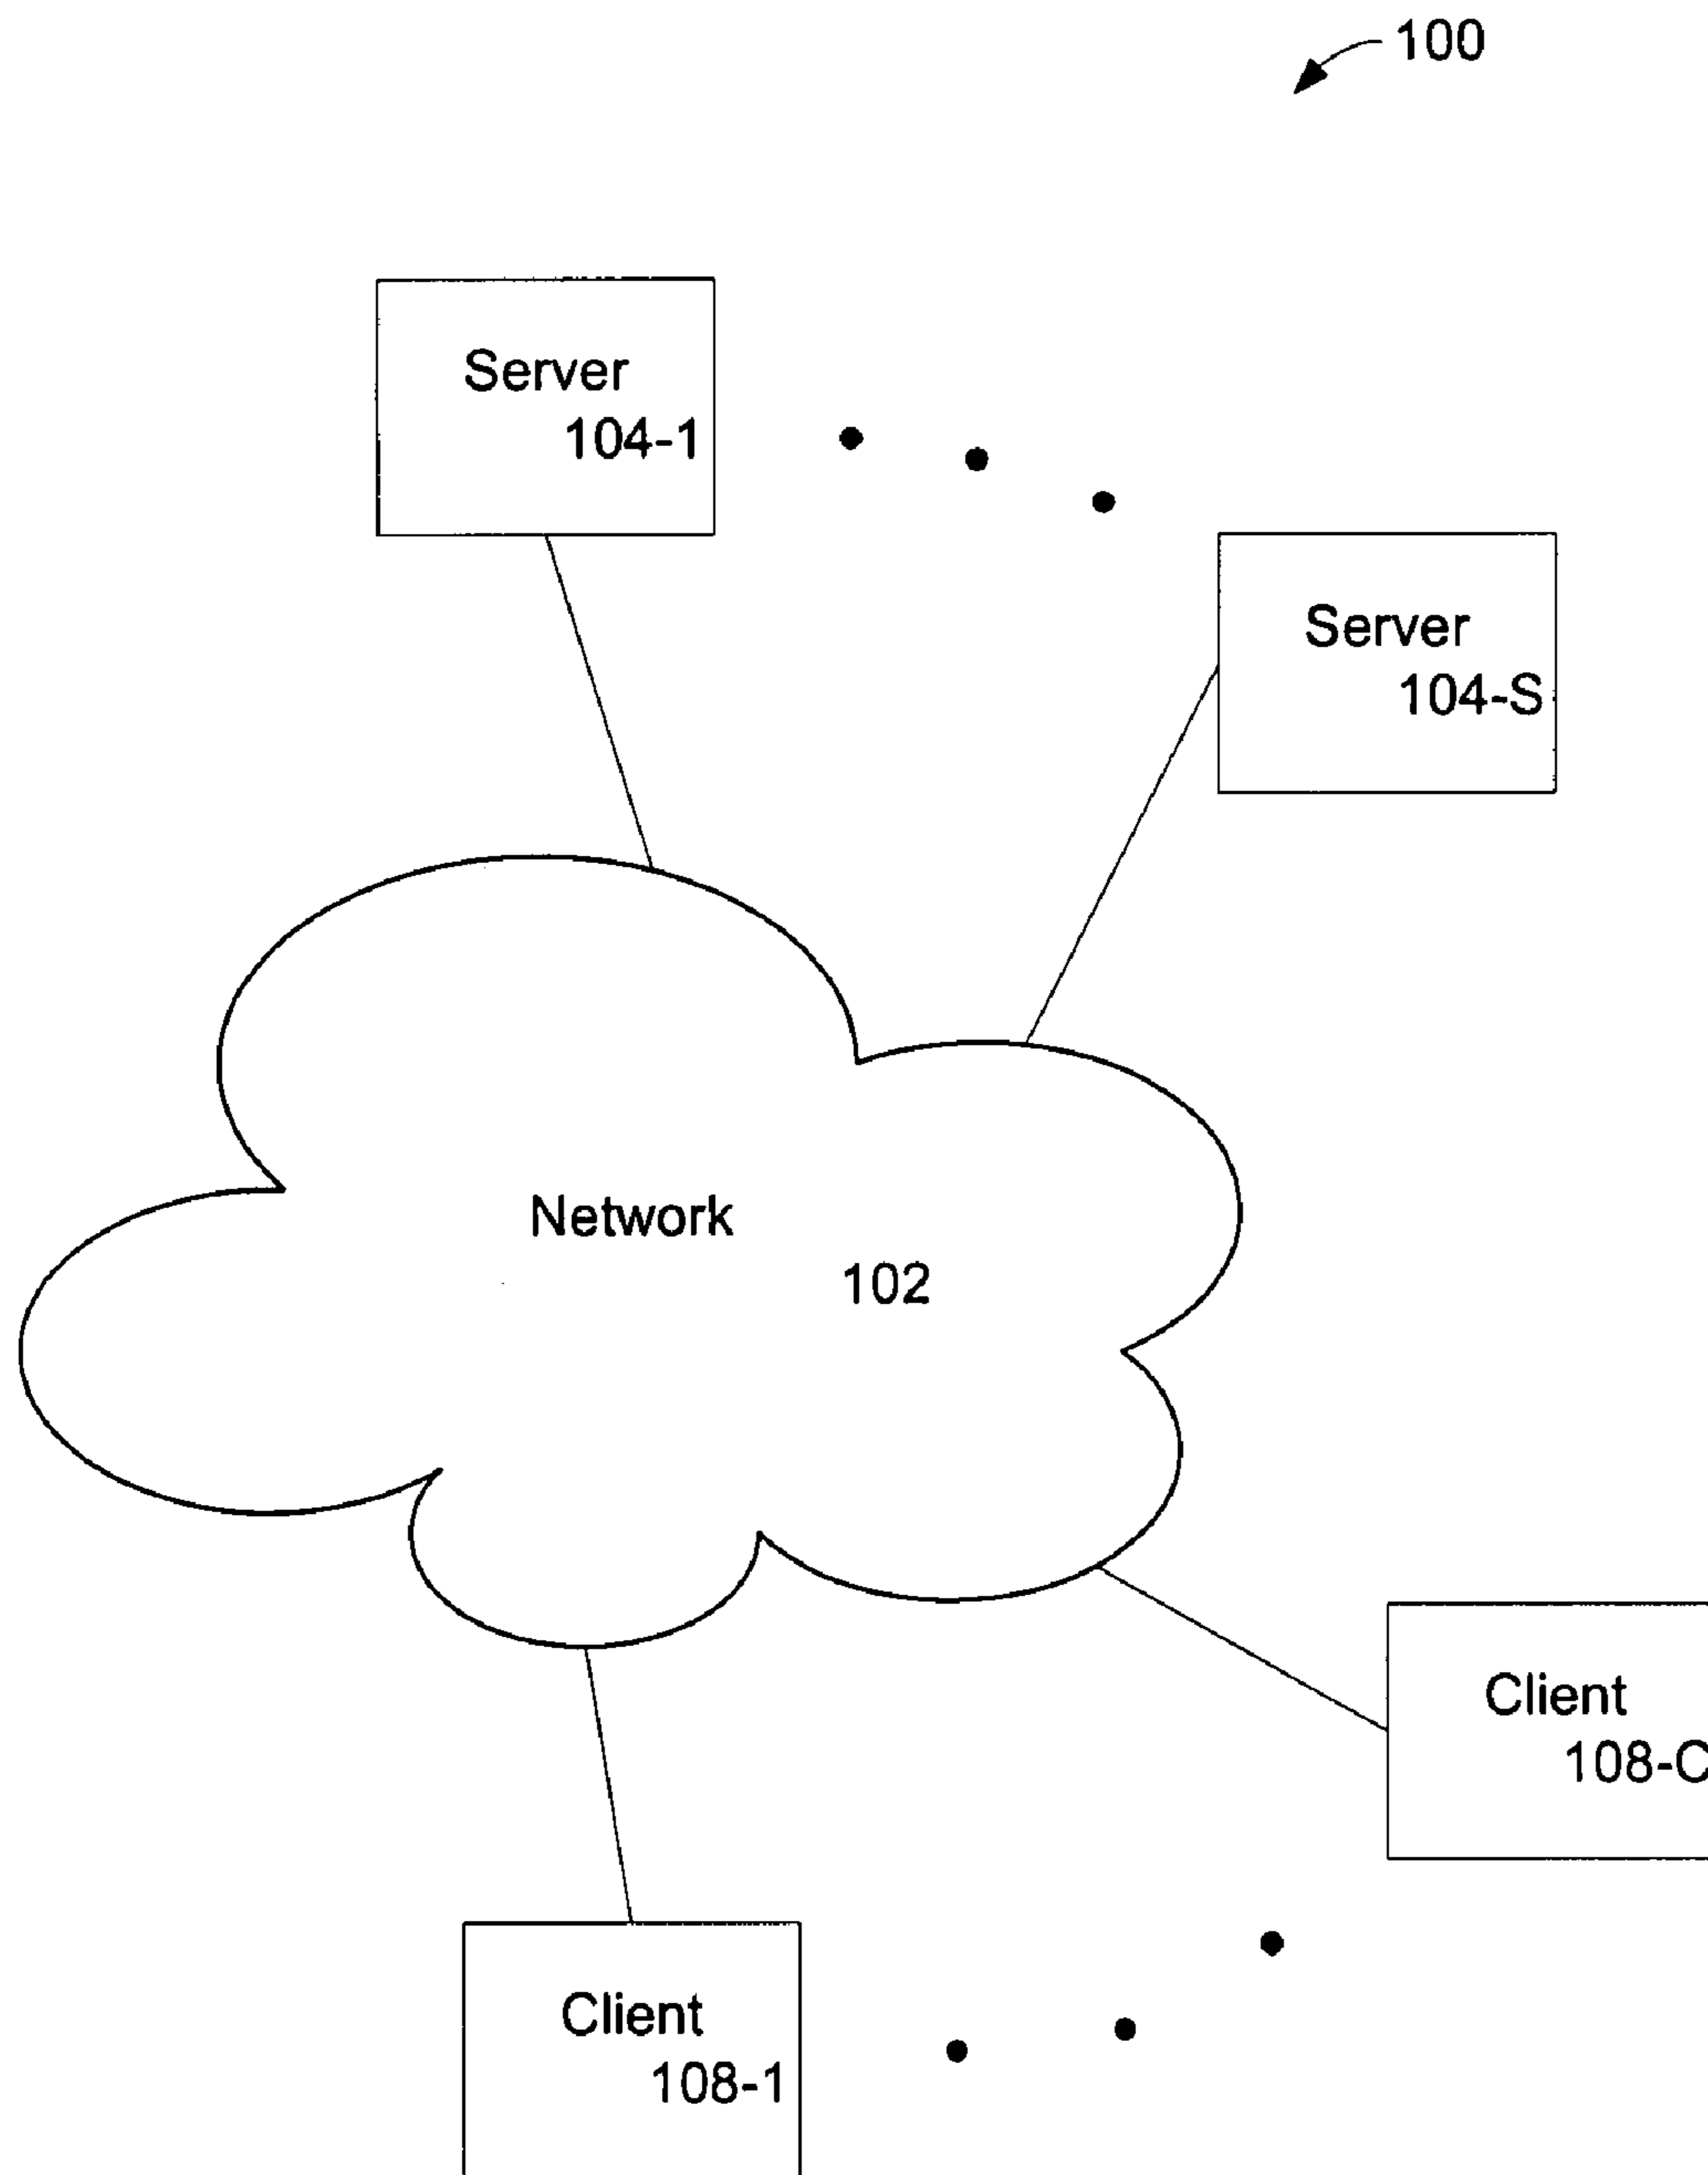 100
Server
104-1
Server
104-S
Network
102
Client
108-C
Client
108-1